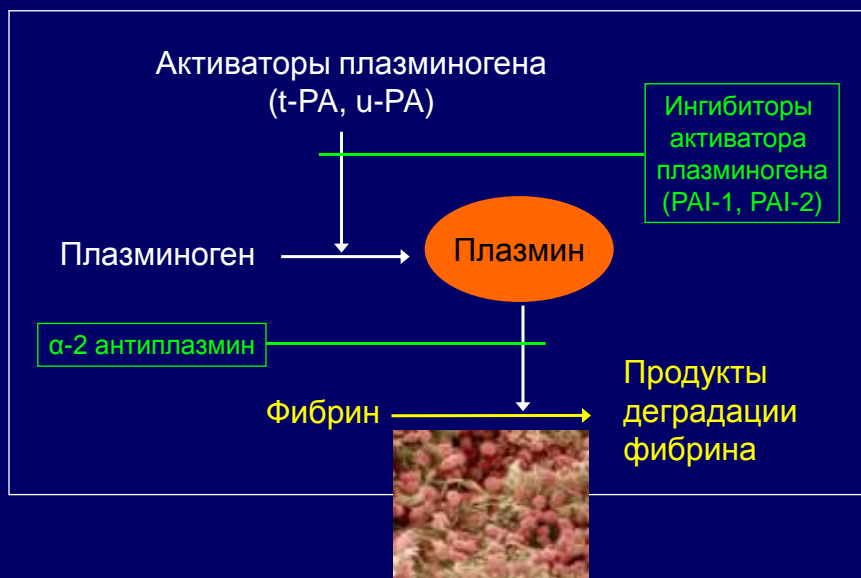 Активаторы плазминогена
(t-PA, u-PA)
Ингибиторы
активатора
плазминогена
(PAI-1, PAI-2)
Плазминоген
Плазмин
α-2 антиплазмин
Фибрин
Продукты
деградации
фибрина